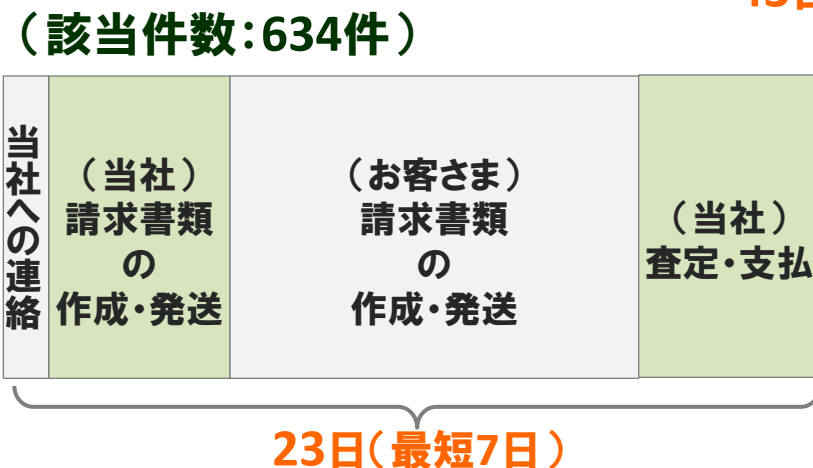 （該当件数：634件）
当社への連絡
（当社）
請求書類
の
作成・発送
（お客さま）
請求書類
の
作成・発送
（当社）
査定・支払
23日（最短7日）